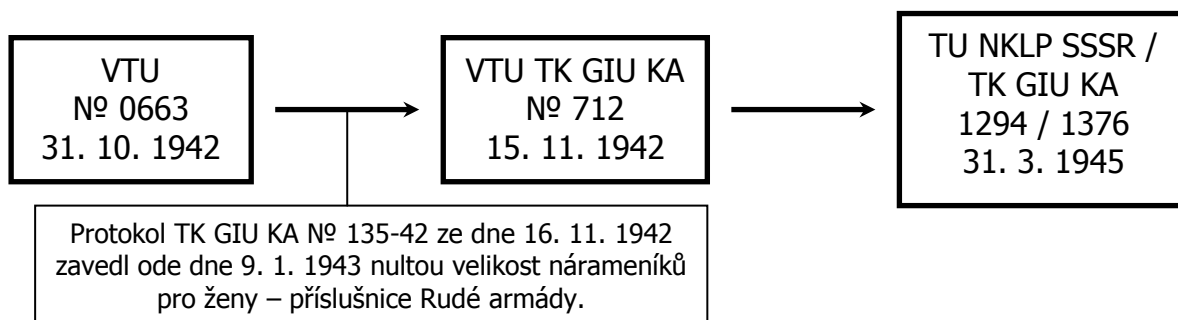 VTU
№ 0663
31. 10. 1942
VTU TK GIU KA
№ 712
15. 11. 1942
TU NKLP SSSR /
TK GIU KA
1294 / 1376
31. 3. 1945
Protokol TK GIU KA № 135-42 ze dne 16. 11. 1942
zavedl ode dne 9. 1. 1943 nultou velikost nárameníků
pro ženy – příslušnice Rudé armády.